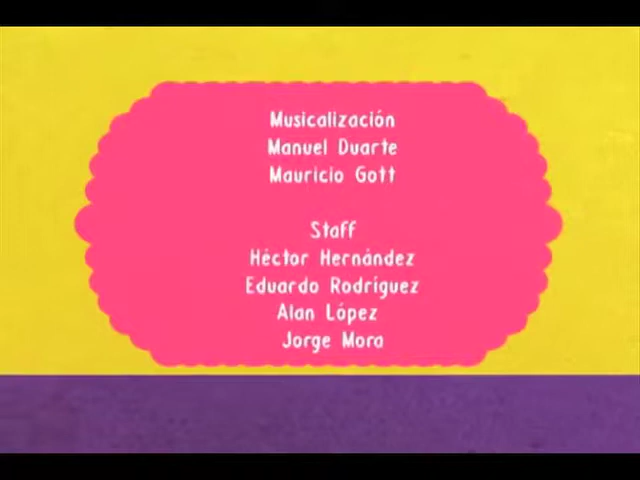 Musicalización
Manuel Duarte
Mauricio Gott
Staff
Héctor Hernández
Eduardo Rodríguez
Alan López
Jorge Mora